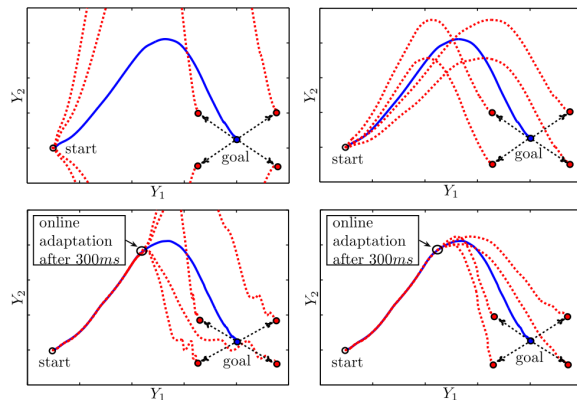 Y2
start
goal
Y1
Y2
start
goal
Y1
online
adaptation
after 300ms
Y2
start
goal
Y1
online
adaptation
after 300ms
Y2
start
goal
Y1